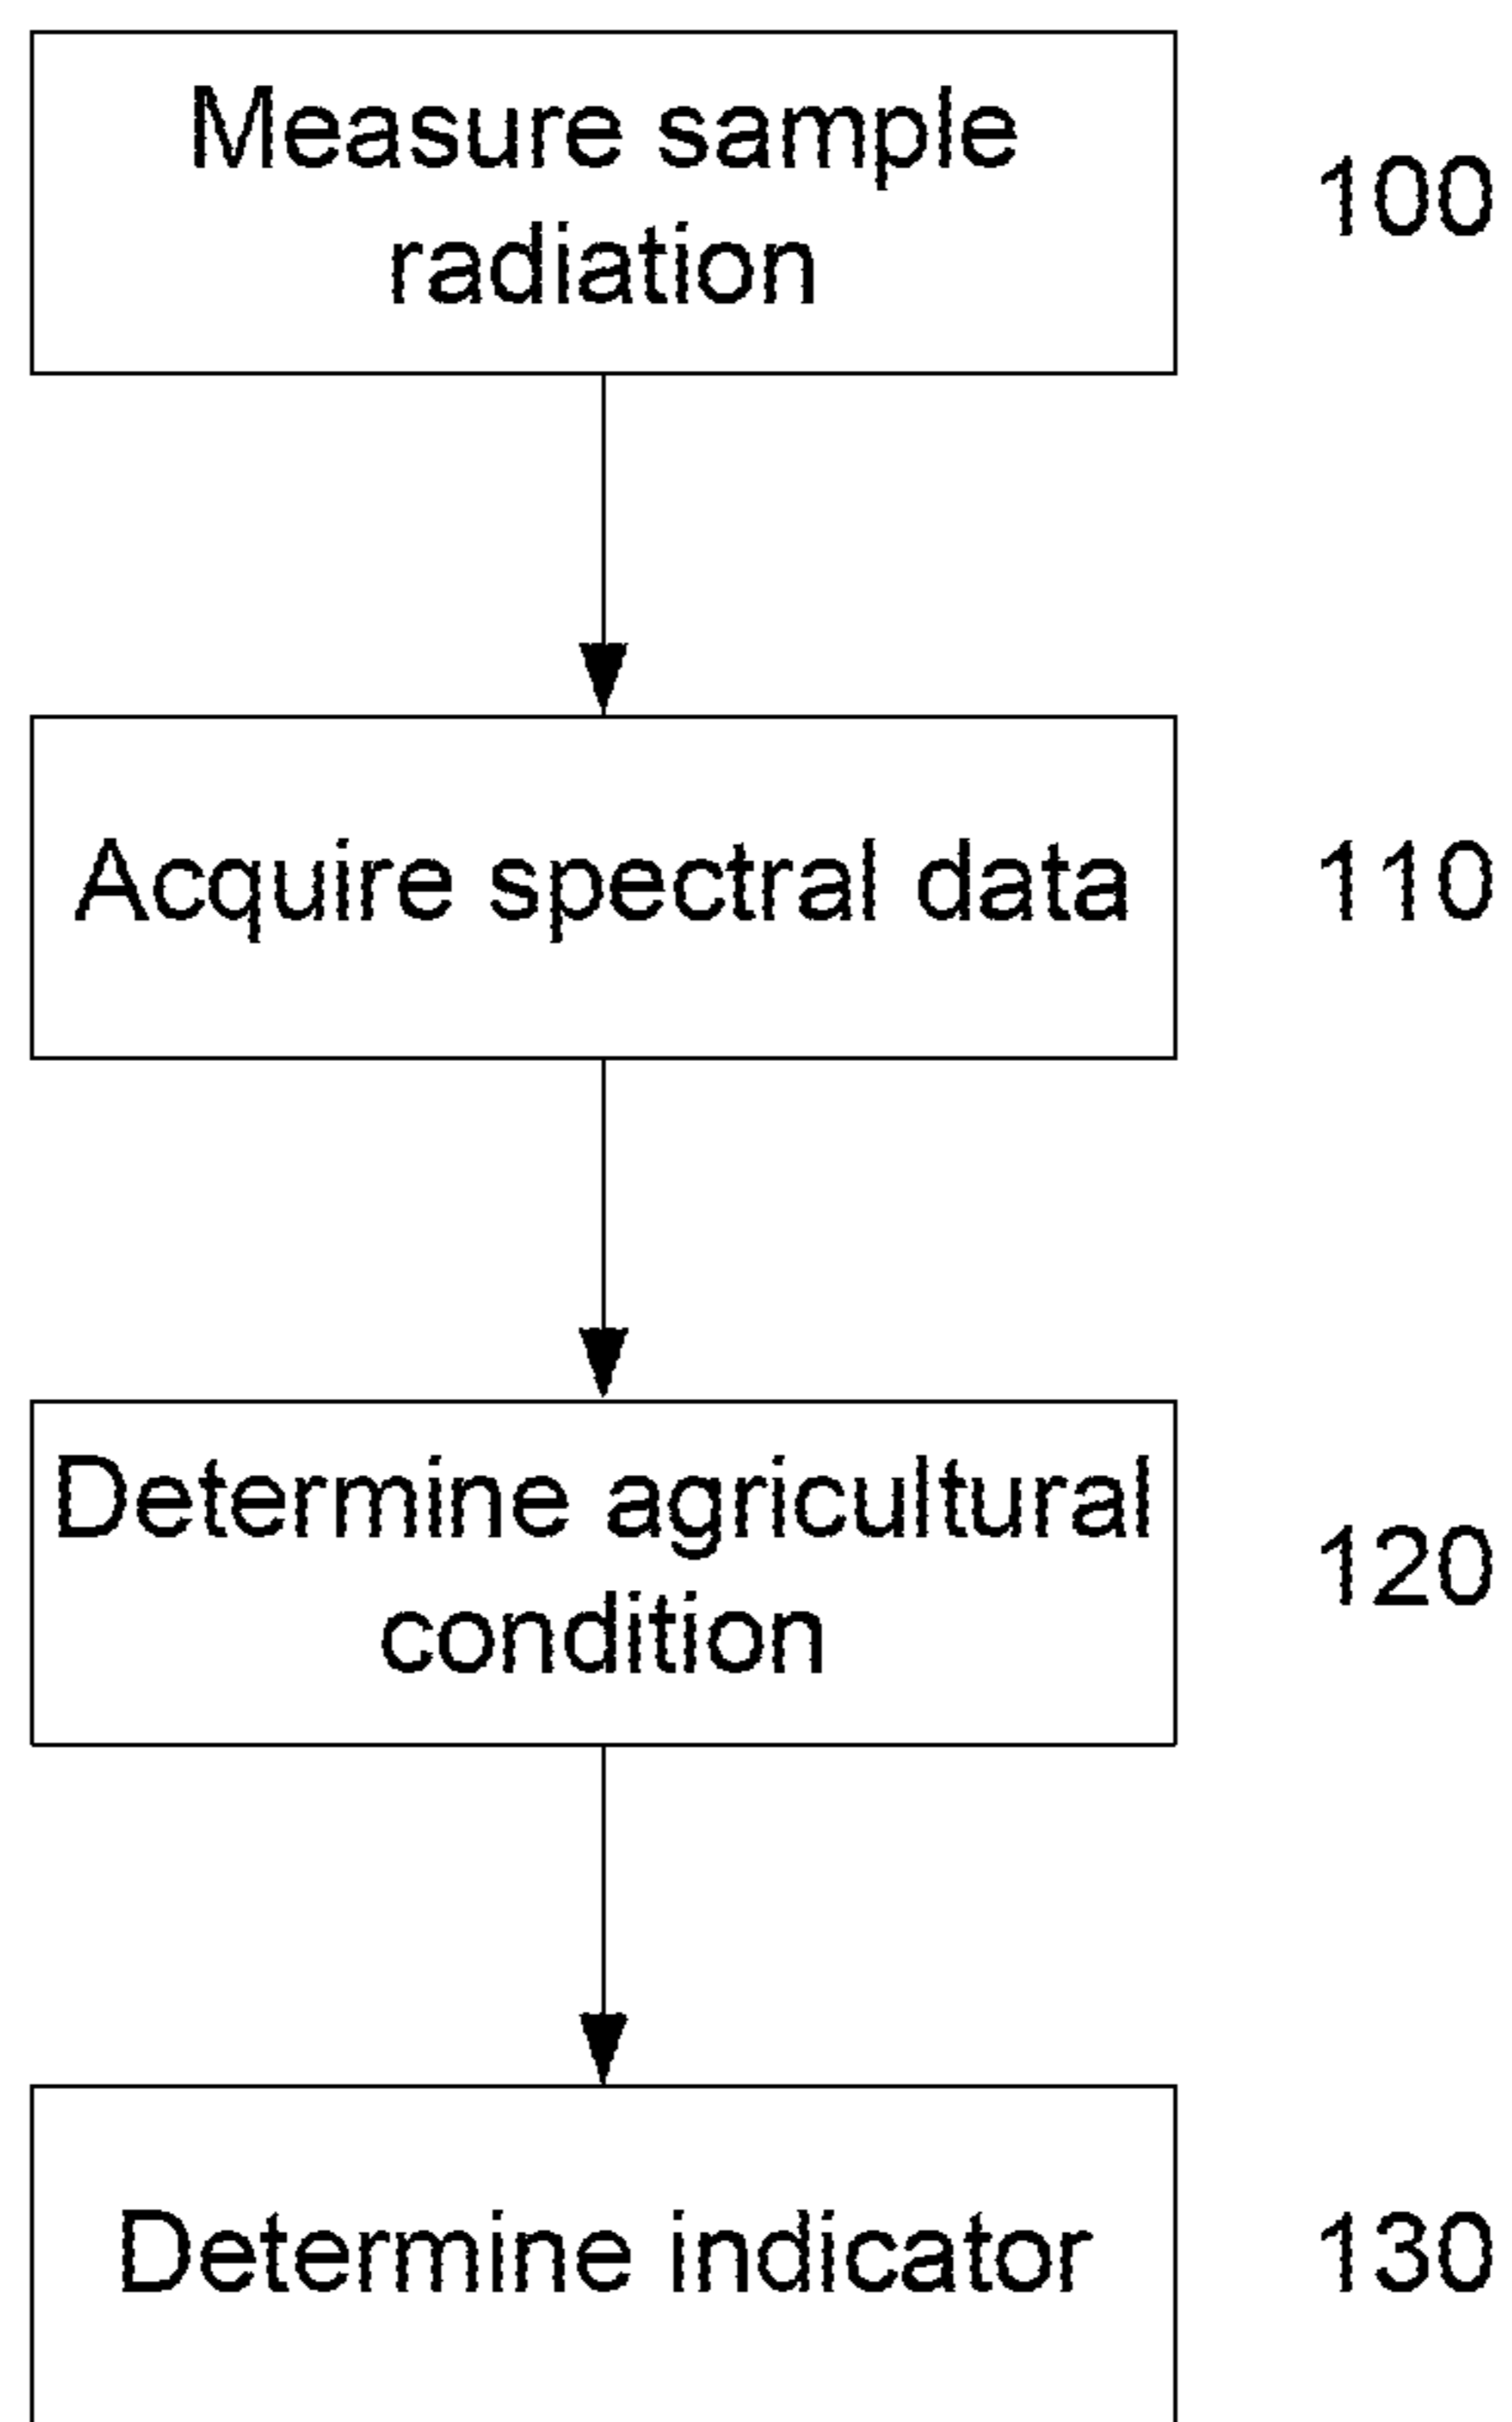 Measure sample
radiation
100
Acquire spectral data
110
Determine agricultural
condition
120
Determine indicator
130